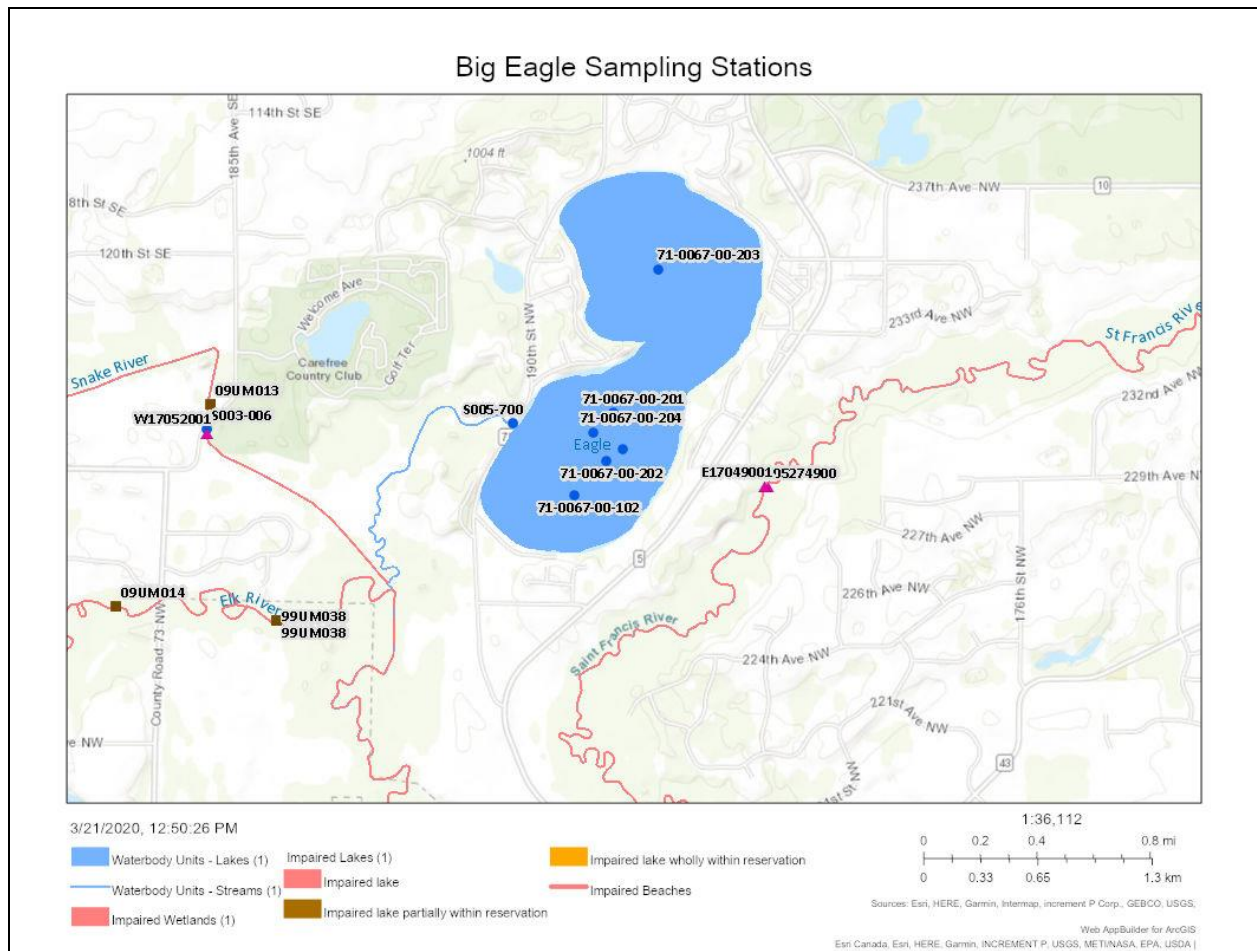 Big Eagle Sampling Stations
114th St SE
185th Ave SE
1004 ft
237th Ave NW
10
8th St SE
120th St SE
71-0067-00-203
Welcome Ave
190th St NW
233rd Ave NW
St Francis Rive
Snake River
Carefree
Country Club
Golf-Ter
09UM013
W17052001
S003-006
S005-700
71-0067-00-201
71-0067-00-204
Eagle
71-0067-00-202
71-0067-00-102
232nd Ave NW
E17049001
05274900
229th Ave NW
227th Ave NW
5
09UM014
Elk River
99UM038
99UM038
County Road 73 NW
226th Ave NW
176th St NW
Saint Francis River
224th Ave NW
221st Ave NW
ve NW
43
1st St NW
NW
3/21/2020, 12:50:26 PM
Waterbody Units - Lakes (1)
Waterbody Units - Streams (1)
Impaired Wetlands (1)
Impaired Lakes (1)
Impaired lake
Impaired lake partially within reservation
Impaired lake wholly within reservation
Impaired Beaches
1:36,112
0 0.2 0.4 0.8 mi
0 0.33 0.65 1.3 km
Sources: Esri, HERE, Garmin, Intermap, increment P Corp., GEBCO, USGS,
Web AppBuilder for ArcGIS
Esri Canada, Esri, HERE, Garmin, INCREMENT P, USGS, METI/NASA, EPA, USDA |